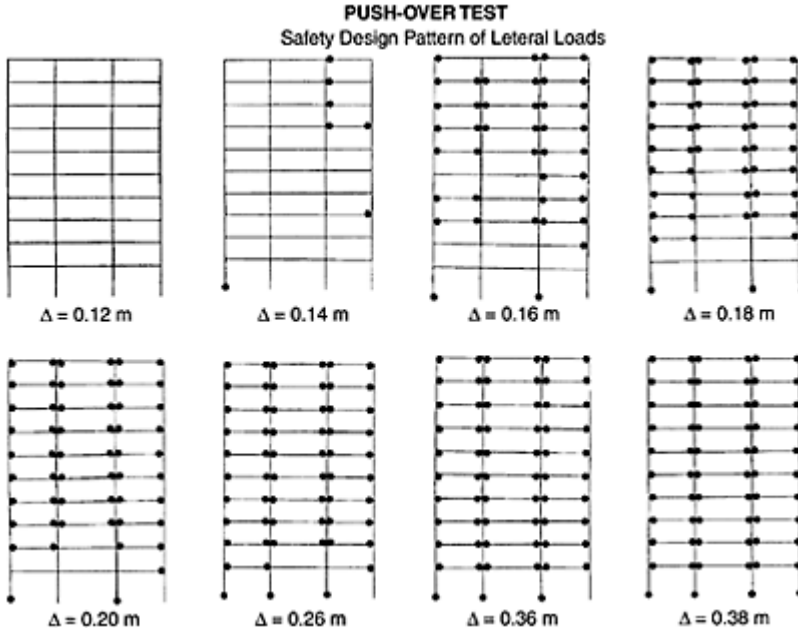 PUSH-OVER TEST
Safety Design Pattern of Leteral Loads
Δ = 0.12 m
Δ = 0.14 m
Δ = 0.16 m
Δ = 0.18 m
Δ = 0.20 m
Δ = 0.26 m
Δ = 0.36 m
Δ = 0.38 m